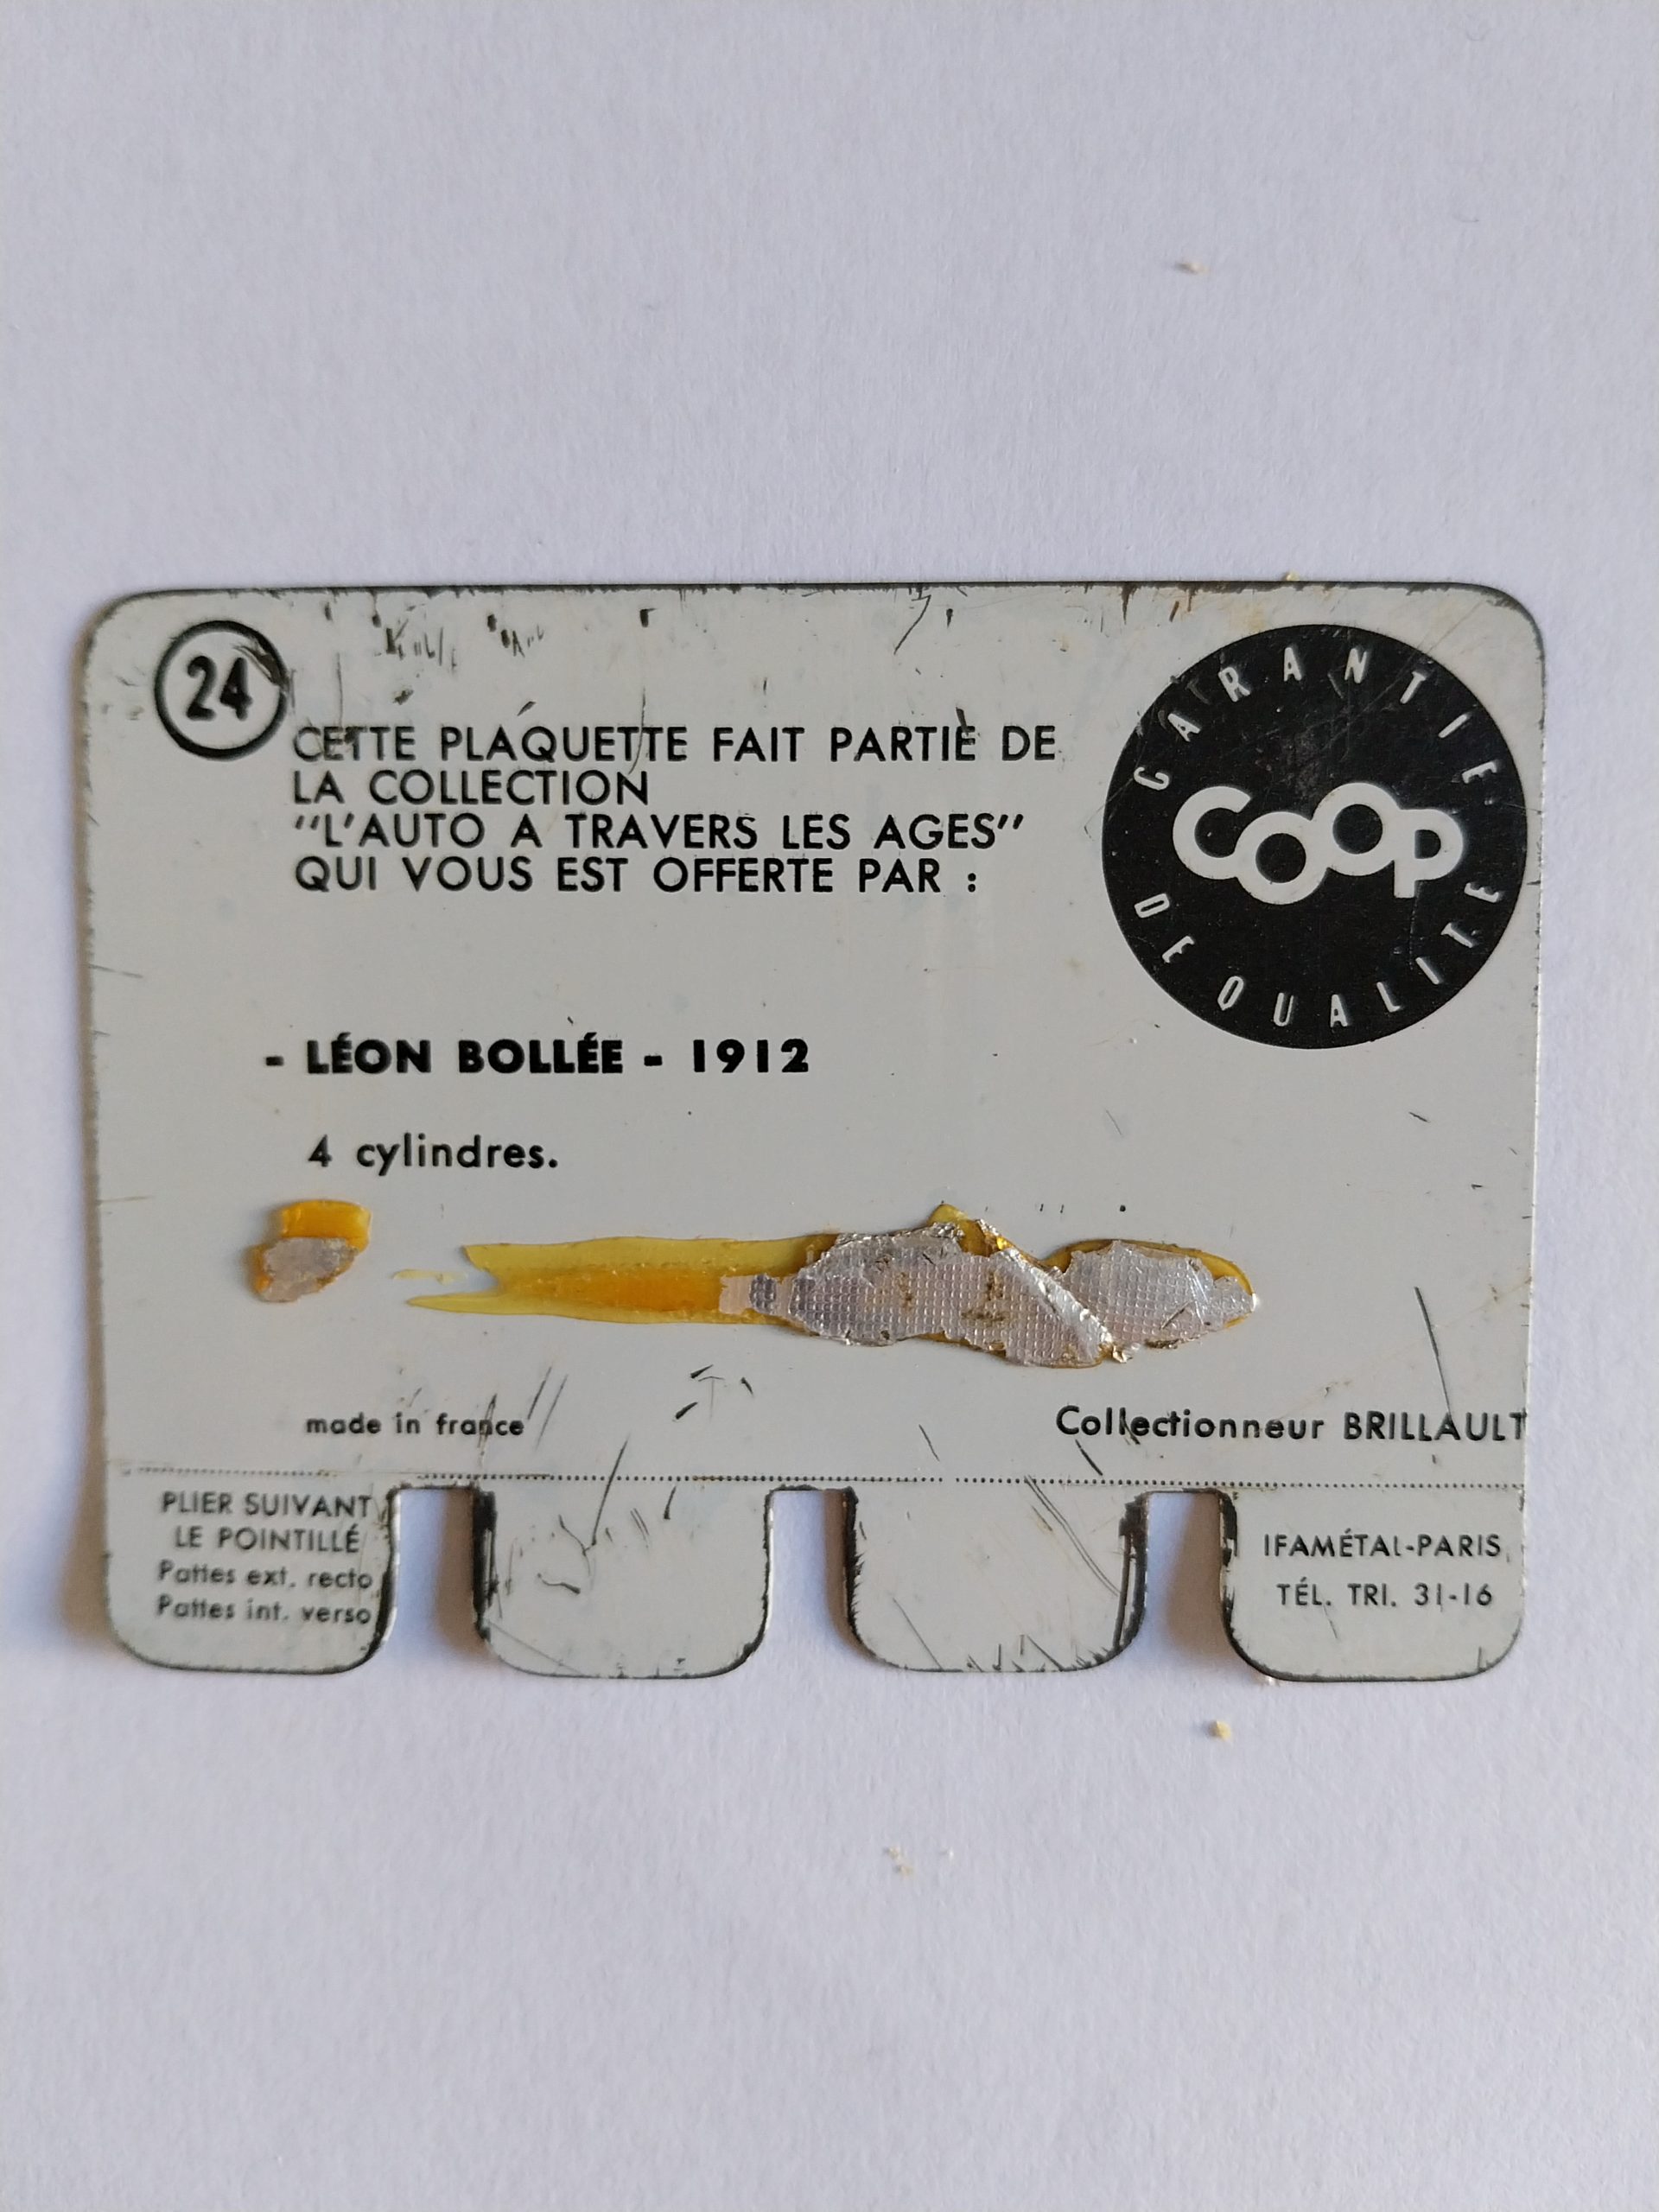 24
CETTE PLAQUETTE FAIT PARTIE DE
LA COLLECTION
"L'AUTO A TRAVERS LES AGES"
QUI VOUS EST OFFERTE PAR :
GARANTIE
COOP
DE QUALITE
- LÉON BOLLÉE - 1912
4 cylindres.
made in france
Collectionneur BRILLAULT
PLIER SUIVANT
LE POINTILLÉ
Pattes ext. recto
Pattes int. verso
IFAMÉTAL-PARIS
TÉL. TRI. 31-16